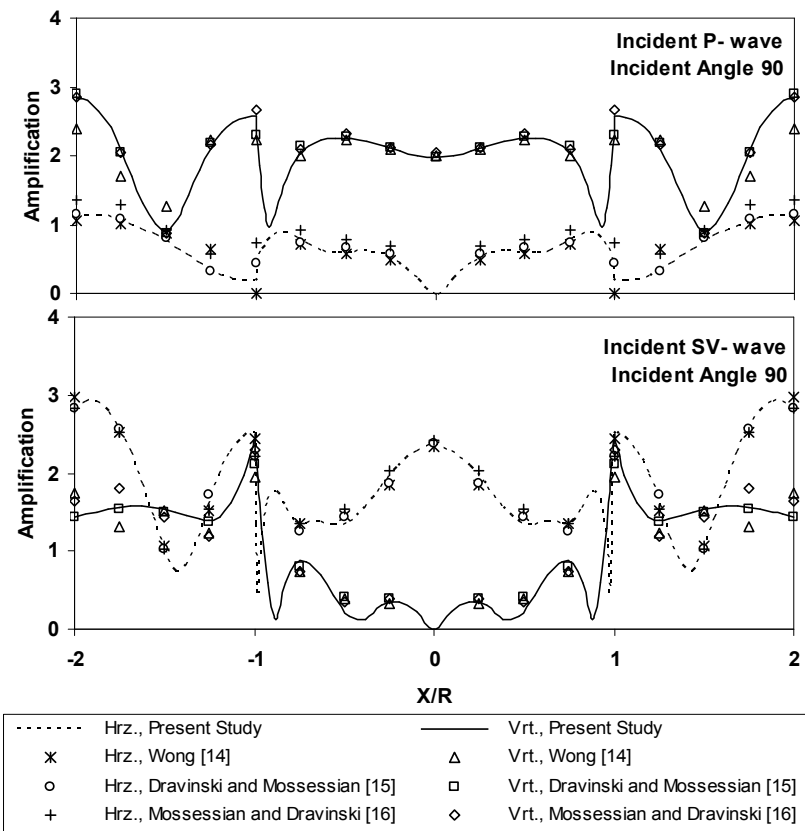 4
3
2
1
0
Amplification
Incident P- wave
Incident Angle 90
4
3
2
1
0
Amplification
Incident SV- wave
Incident Angle 90
-2 -1 0 1 2
X/R
Hrz., Present Study
Vrt., Present Study
Hrz., Wong [14]
Vrt., Wong [14]
Hrz., Dravinski and Mossessian [15]
Vrt., Dravinski and Mossessian [15]
Hrz., Mossessian and Dravinski [16]
Vrt., Mossessian and Dravinski [16]